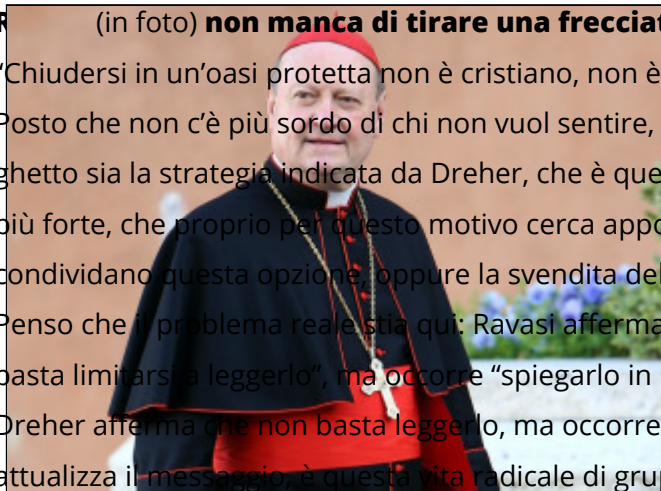 R (in foto) non manca di tirare una frecciat
“Chiudersi in un’oasi protetta non è cristiano, non è
Posto che non c’è più sordo di chi non vuol sentire,
ghetto sia la strategia indicata da Dreher, che è que
più forte, che proprio per questo motivo cerca appo
condividano questa opzione, oppure la svendita del
Penso che il problema reale stia qui: Ravasi afferma
basta limitarsi a leggerlo”, ma occorre “spiegarlo in
Dreher afferma che non basta leggerlo, ma occorre
attualizza il messaggio, è questa vita radicale di gru